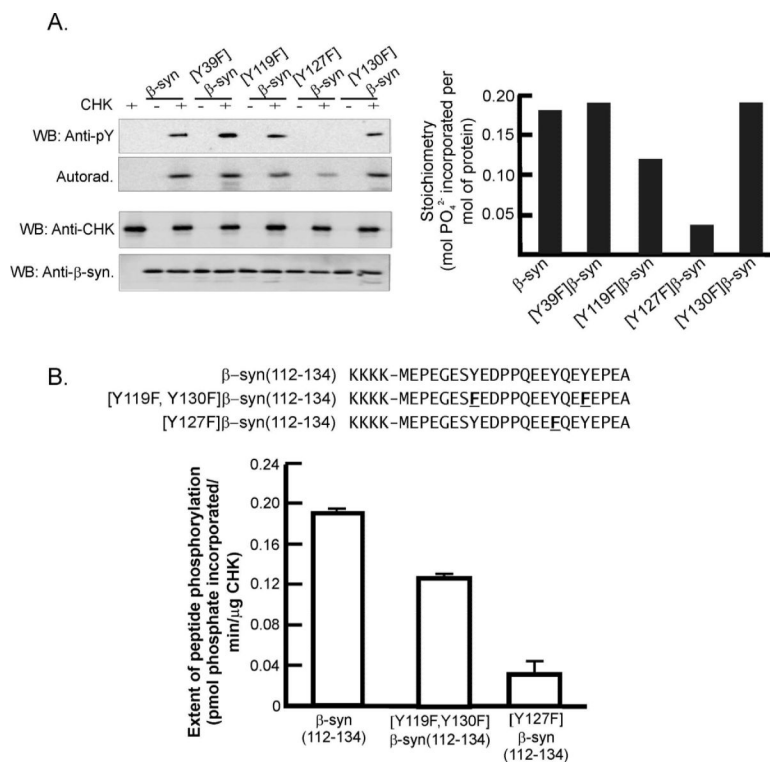 A.
β-syn
[Y39F]
β-syn
[Y119F]
β-syn
[Y127F]
β-syn
[Y130F]
β-syn
CHK + - + - + - + - + - +
WB: Anti-pY
Autorad.
WB: Anti-CHK
WB: Anti-β-syn.
Stoichiometry
(mol PO₄²⁻ incorporated per
mol of protein)
0.20
0.15
0.10
0.05
β-syn
[Y39F]β-syn
[Y119F]β-syn
[Y127F]β-syn
[Y130F]β-syn
B.
β-syn(112-134) KKKK-MEPEGESYEDPPQEEYQEYEPEA
[Y119F, Y130F]β-syn(112-134) KKKK-MEPEGESFEDPPQEEYQEFEPEA
[Y127F]β-syn(112-134) KKKK-MEPEGESYEDPPQEEFQEYEPEA
Extent of peptide phosphorylation
(pmol phosphate incorporated/
min/μg CHK)
0.24
0.20
0.16
0.12
0.08
0.04
0
β-syn
(112-134)
[Y119F,Y130F]
β-syn(112-134)
[Y127F]
β-syn
(112-134)